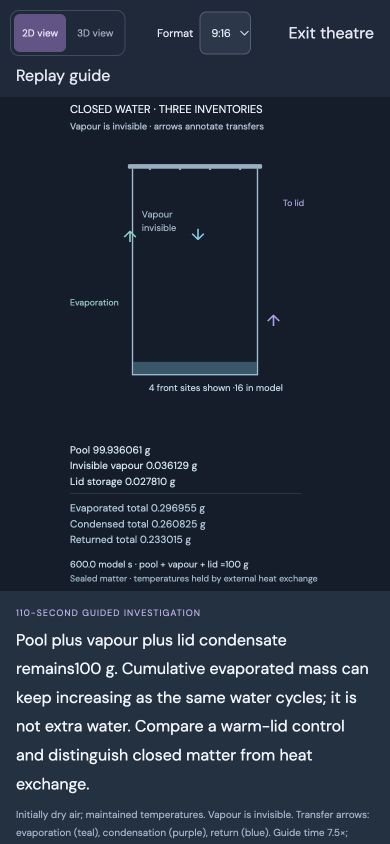 2D view 3D view Format 9:16 Exit theatre
Replay guide
CLOSED WATER · THREE INVENTORIES
Vapour is invisible · arrows annotate transfers
To lid
Vapour
invisible
Evaporation
4 front sites shown ·16 in model
Pool 99.936061 g
Invisible vapour 0.036129 g
Lid storage 0.027810 g
Evaporated total 0.296955 g
Condensed total 0.260825 g
Returned total 0.233015 g
600.0 model s · pool + vapour + lid =100 g
Sealed matter · temperatures held by external heat exchange
110-SECOND GUIDED INVESTIGATION
Pool plus vapour plus lid condensate
remains100 g. Cumulative evaporated mass can
keep increasing as the same water cycles; it is
not extra water. Compare a warm-lid control
and distinguish closed matter from heat
exchange.
Initially dry air; maintained temperatures. Vapour is invisible. Transfer arrows:
evaporation (teal), condensation (purple), return (blue). Guide time 7.5×;